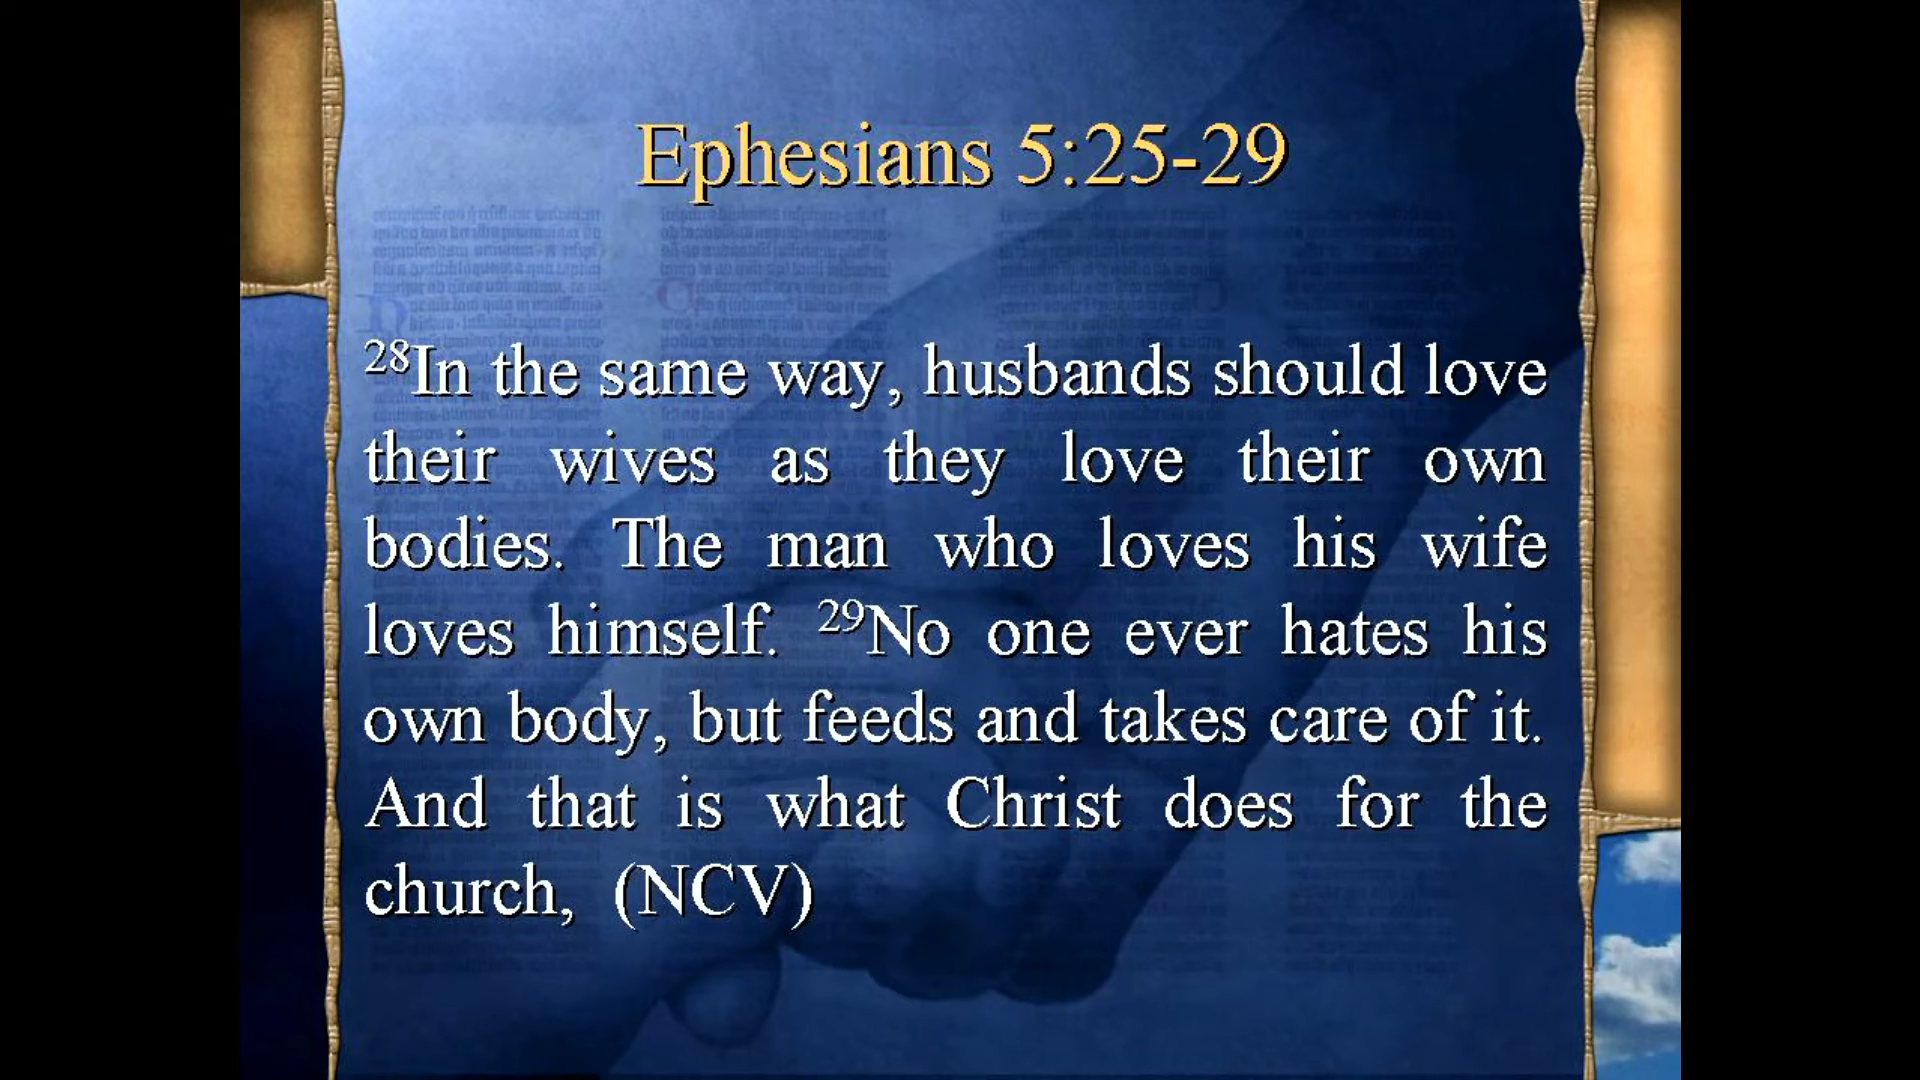 Ephesians 5:25-29
28In the same way, husbands should love
their wives as they love their own
bodies. The man who loves his wife
loves himself. 29No one ever hates his
own body, but feeds and takes care of it.
And that is what Christ does for the
church, (NCV)